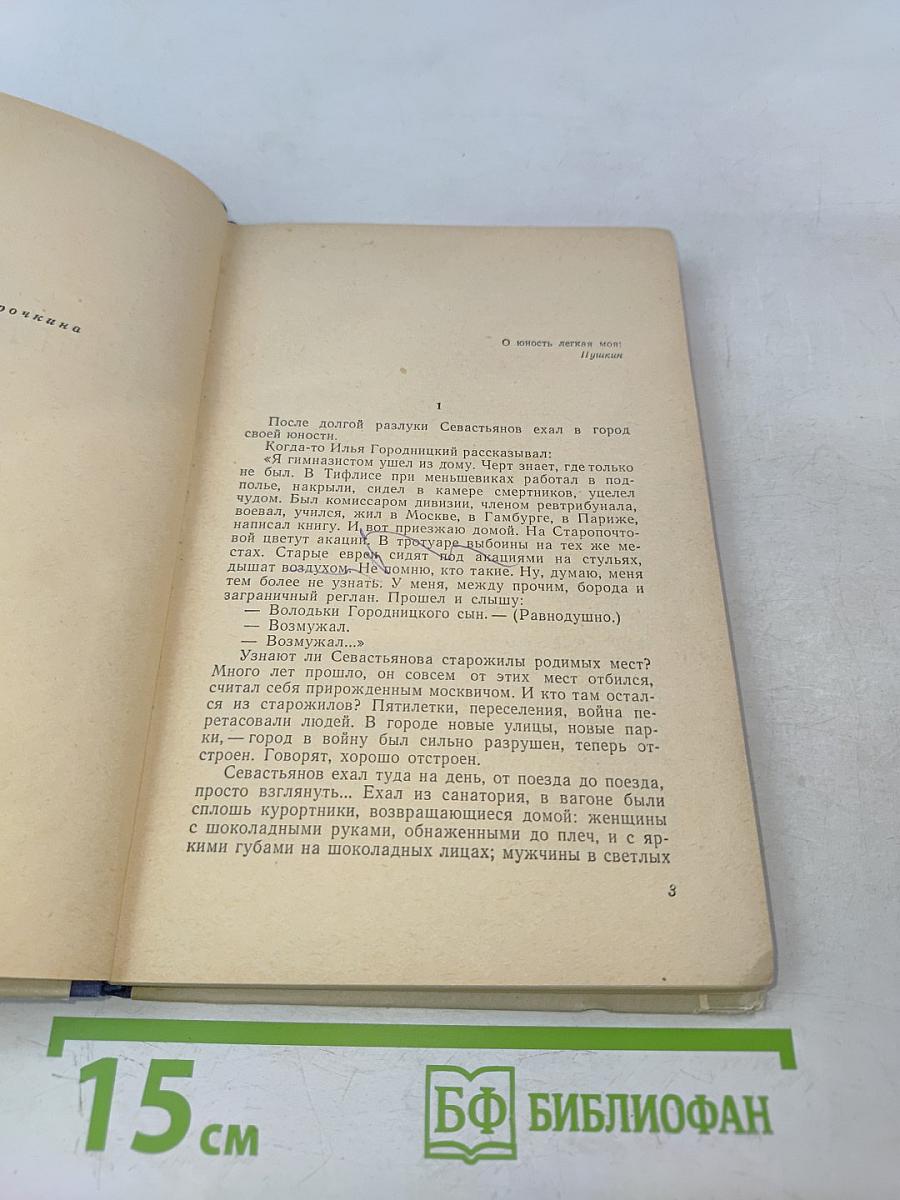 рочкина
О юность легкая моя!
Пушкин
1
После долгой разлуки Севастьянов ехал в город
своей юности.
Когда-то Илья Городницкий рассказывал:
«Я гимназистом ушел из дому. Черт знает, где только
не был. В Тифлисе при меньшевиках работал в под-
полье, накрыли, сидел в камере смертников, уцелел
чудом. Был комиссаром дивизии, членом ревтрибунала,
воевал, учился, жил в Москве, в Гамбурге, в Париже,
написал книгу. И вот приезжаю домой. На Старопочто-
вой цветут акации. В тротуаре выбоины на тех же ме-
стах. Старые евреи сидят под акациями на стульях,
дышат воздухом. Не помню, кто такие. Ну, думаю, меня
тем более не узнать. У меня, между прочим, борода и
заграничный реглан. Прошел и слышу:
— Володьки Городницкого сын. — (Равнодушно.)
— Возмужал.
— Возмужал...»
Узнают ли Севастьянова старожилы родимых мест?
Много лет прошло, он совсем от этих мест отбился,
считал себя прирожденным москвичом. И кто там остал-
ся из старожилов? Пятилетки, переселения, война пе-
ретасовали людей. В городе новые улицы, новые пар-
ки, — город в войну был сильно разрушен, теперь от-
строен. Говорят, хорошо отстроен.
Севастьянов ехал туда на день, от поезда до поезда,
просто взглянуть... Ехал из санатория, в вагоне были
сплошь курортники, возвращающиеся домой: женщины
с шоколадными руками, обнаженными до плеч, и с яр-
кими губами на шоколадных лицах; мужчины в светлых
3
15 см
БФ БИБЛИОФАН